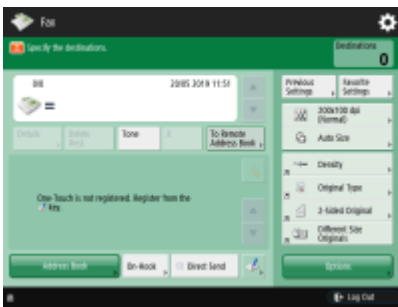 Fax
Specify the destinations.
Destinations
0
20/05 2019 11:51
Previous Settings
Favorite Settings
200x100 dpi (Normal)
Details
Delete Dest.
Tone
R
To Remote Address Book
Auto Size
Density
Original Type
One-Touch is not registered. Register from the
key.
2-Sided Original
Different Size Originals
Address Book
On-Hook
Direct Send
Options
Log Out